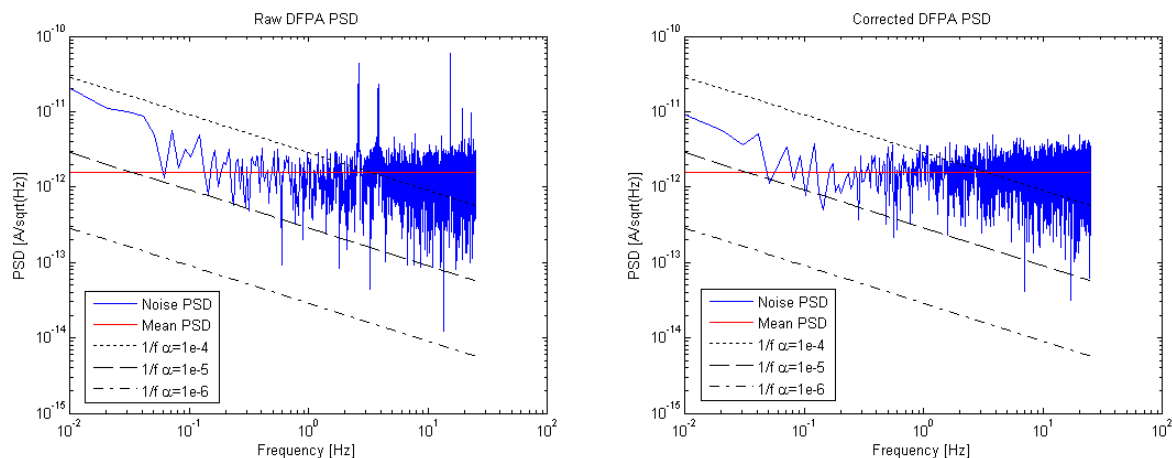 Raw DFPA PSD
10^-10
10^-11
10^-12
10^-13
10^-14
10^-15
PSD [A/sqrt(Hz)]
Noise PSD
Mean PSD
1/f α=1e-4
1/f α=1e-5
1/f α=1e-6
10^-2
10^-1
10^0
10^1
10^2
Frequency [Hz]
Corrected DFPA PSD
10^-10
10^-11
10^-12
10^-13
10^-14
10^-15
PSD [A/sqrt(Hz)]
Noise PSD
Mean PSD
1/f α=1e-4
1/f α=1e-5
1/f α=1e-6
10^-2
10^-1
10^0
10^1
10^2
Frequency [Hz]